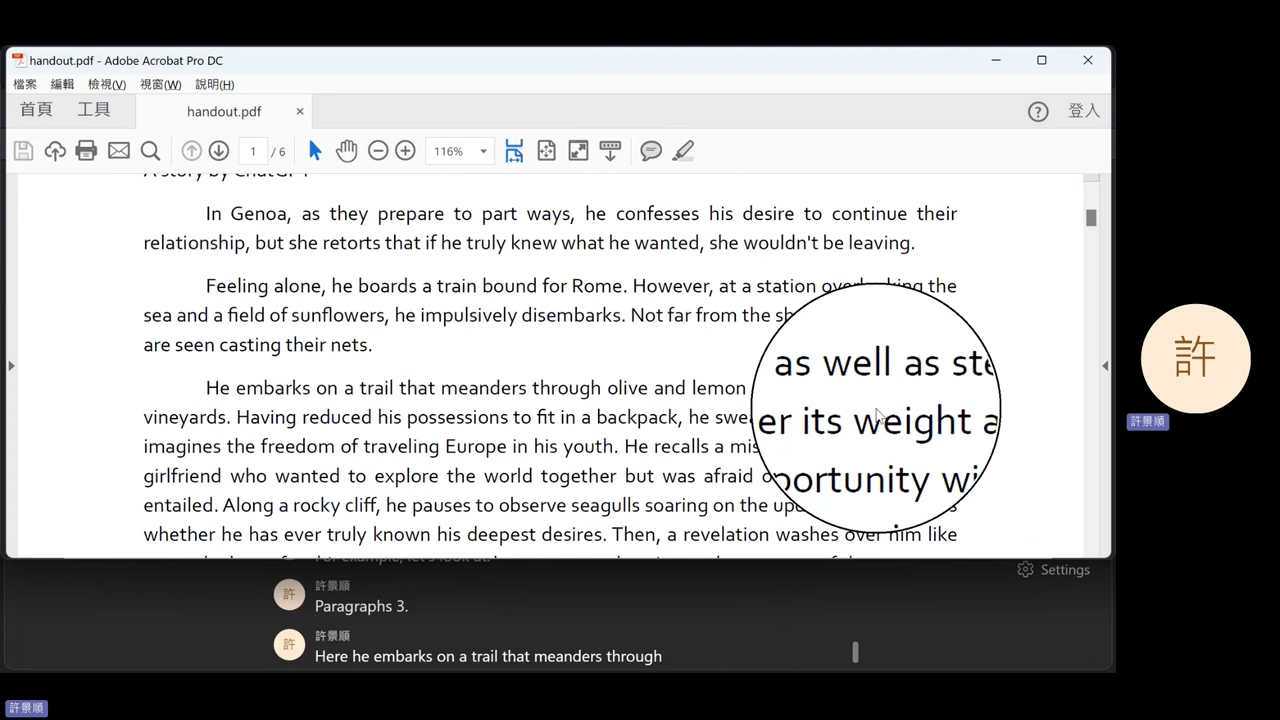 handout.pdf - Adobe Acrobat Pro DC
檔案 編輯 檢視(V) 視窗(W) 說明(H)
首頁 工具 handout.pdf × 登入
1 / 6 116%
A story by ChatGPT
In Genoa, as they prepare to part ways, he confesses his desire to continue their
relationship, but she retorts that if he truly knew what he wanted, she wouldn't be leaving.
Feeling alone, he boards a train bound for Rome. However, at a station overlooking the
sea and a field of sunflowers, he impulsively disembarks. Not far from the
are seen casting their nets.
He embarks on a trail that meanders through olive and lemon
as well as
vineyards. Having reduced his possessions to fit in a backpack, he
er its weight
imagines the freedom of traveling Europe in his youth. He recalls a
girlfriend who wanted to explore the world together but was afraid
portunity
entailed. Along a rocky cliff, he pauses to observe seagulls soaring on the
whether he has ever truly known his deepest desires. Then, a revelation washes over him like
Settings
許 許景順
Paragraphs 3.
許 許景順
Here he embarks on a trail that meanders through
許
許景順
許景順